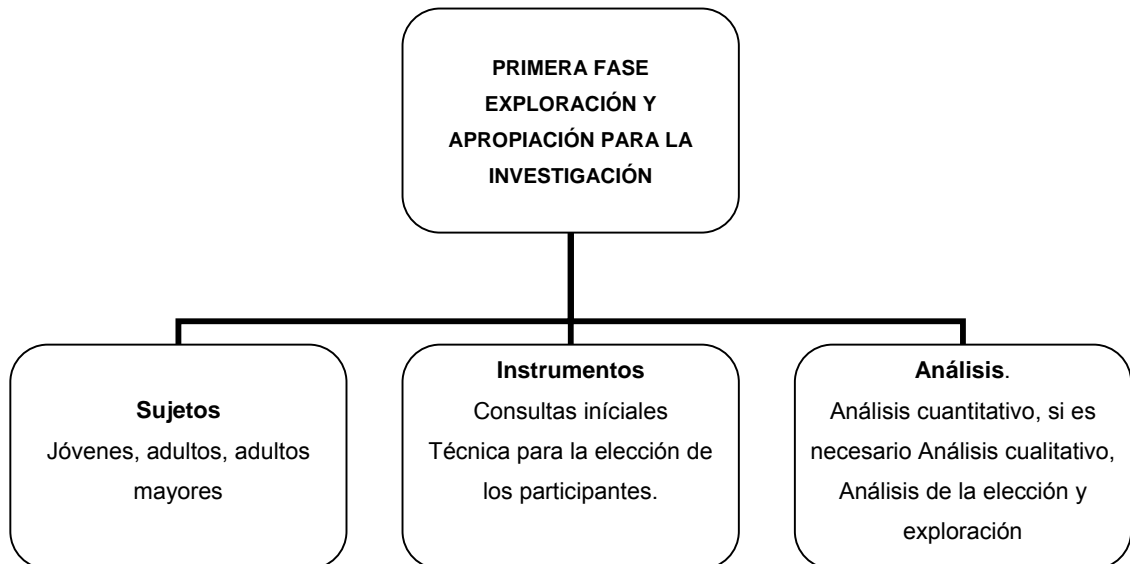 PRIMERA FASE
EXPLORACIÓN Y
APROPIACIÓN PARA LA
INVESTIGACIÓN
Sujetos
Jóvenes, adultos, adultos
mayores
Instrumentos
Consultas iníciales
Técnica para la elección de
los participantes.
Análisis.
Análisis cuantitativo, si es
necesario Análisis cualitativo,
Análisis de la elección y
exploración